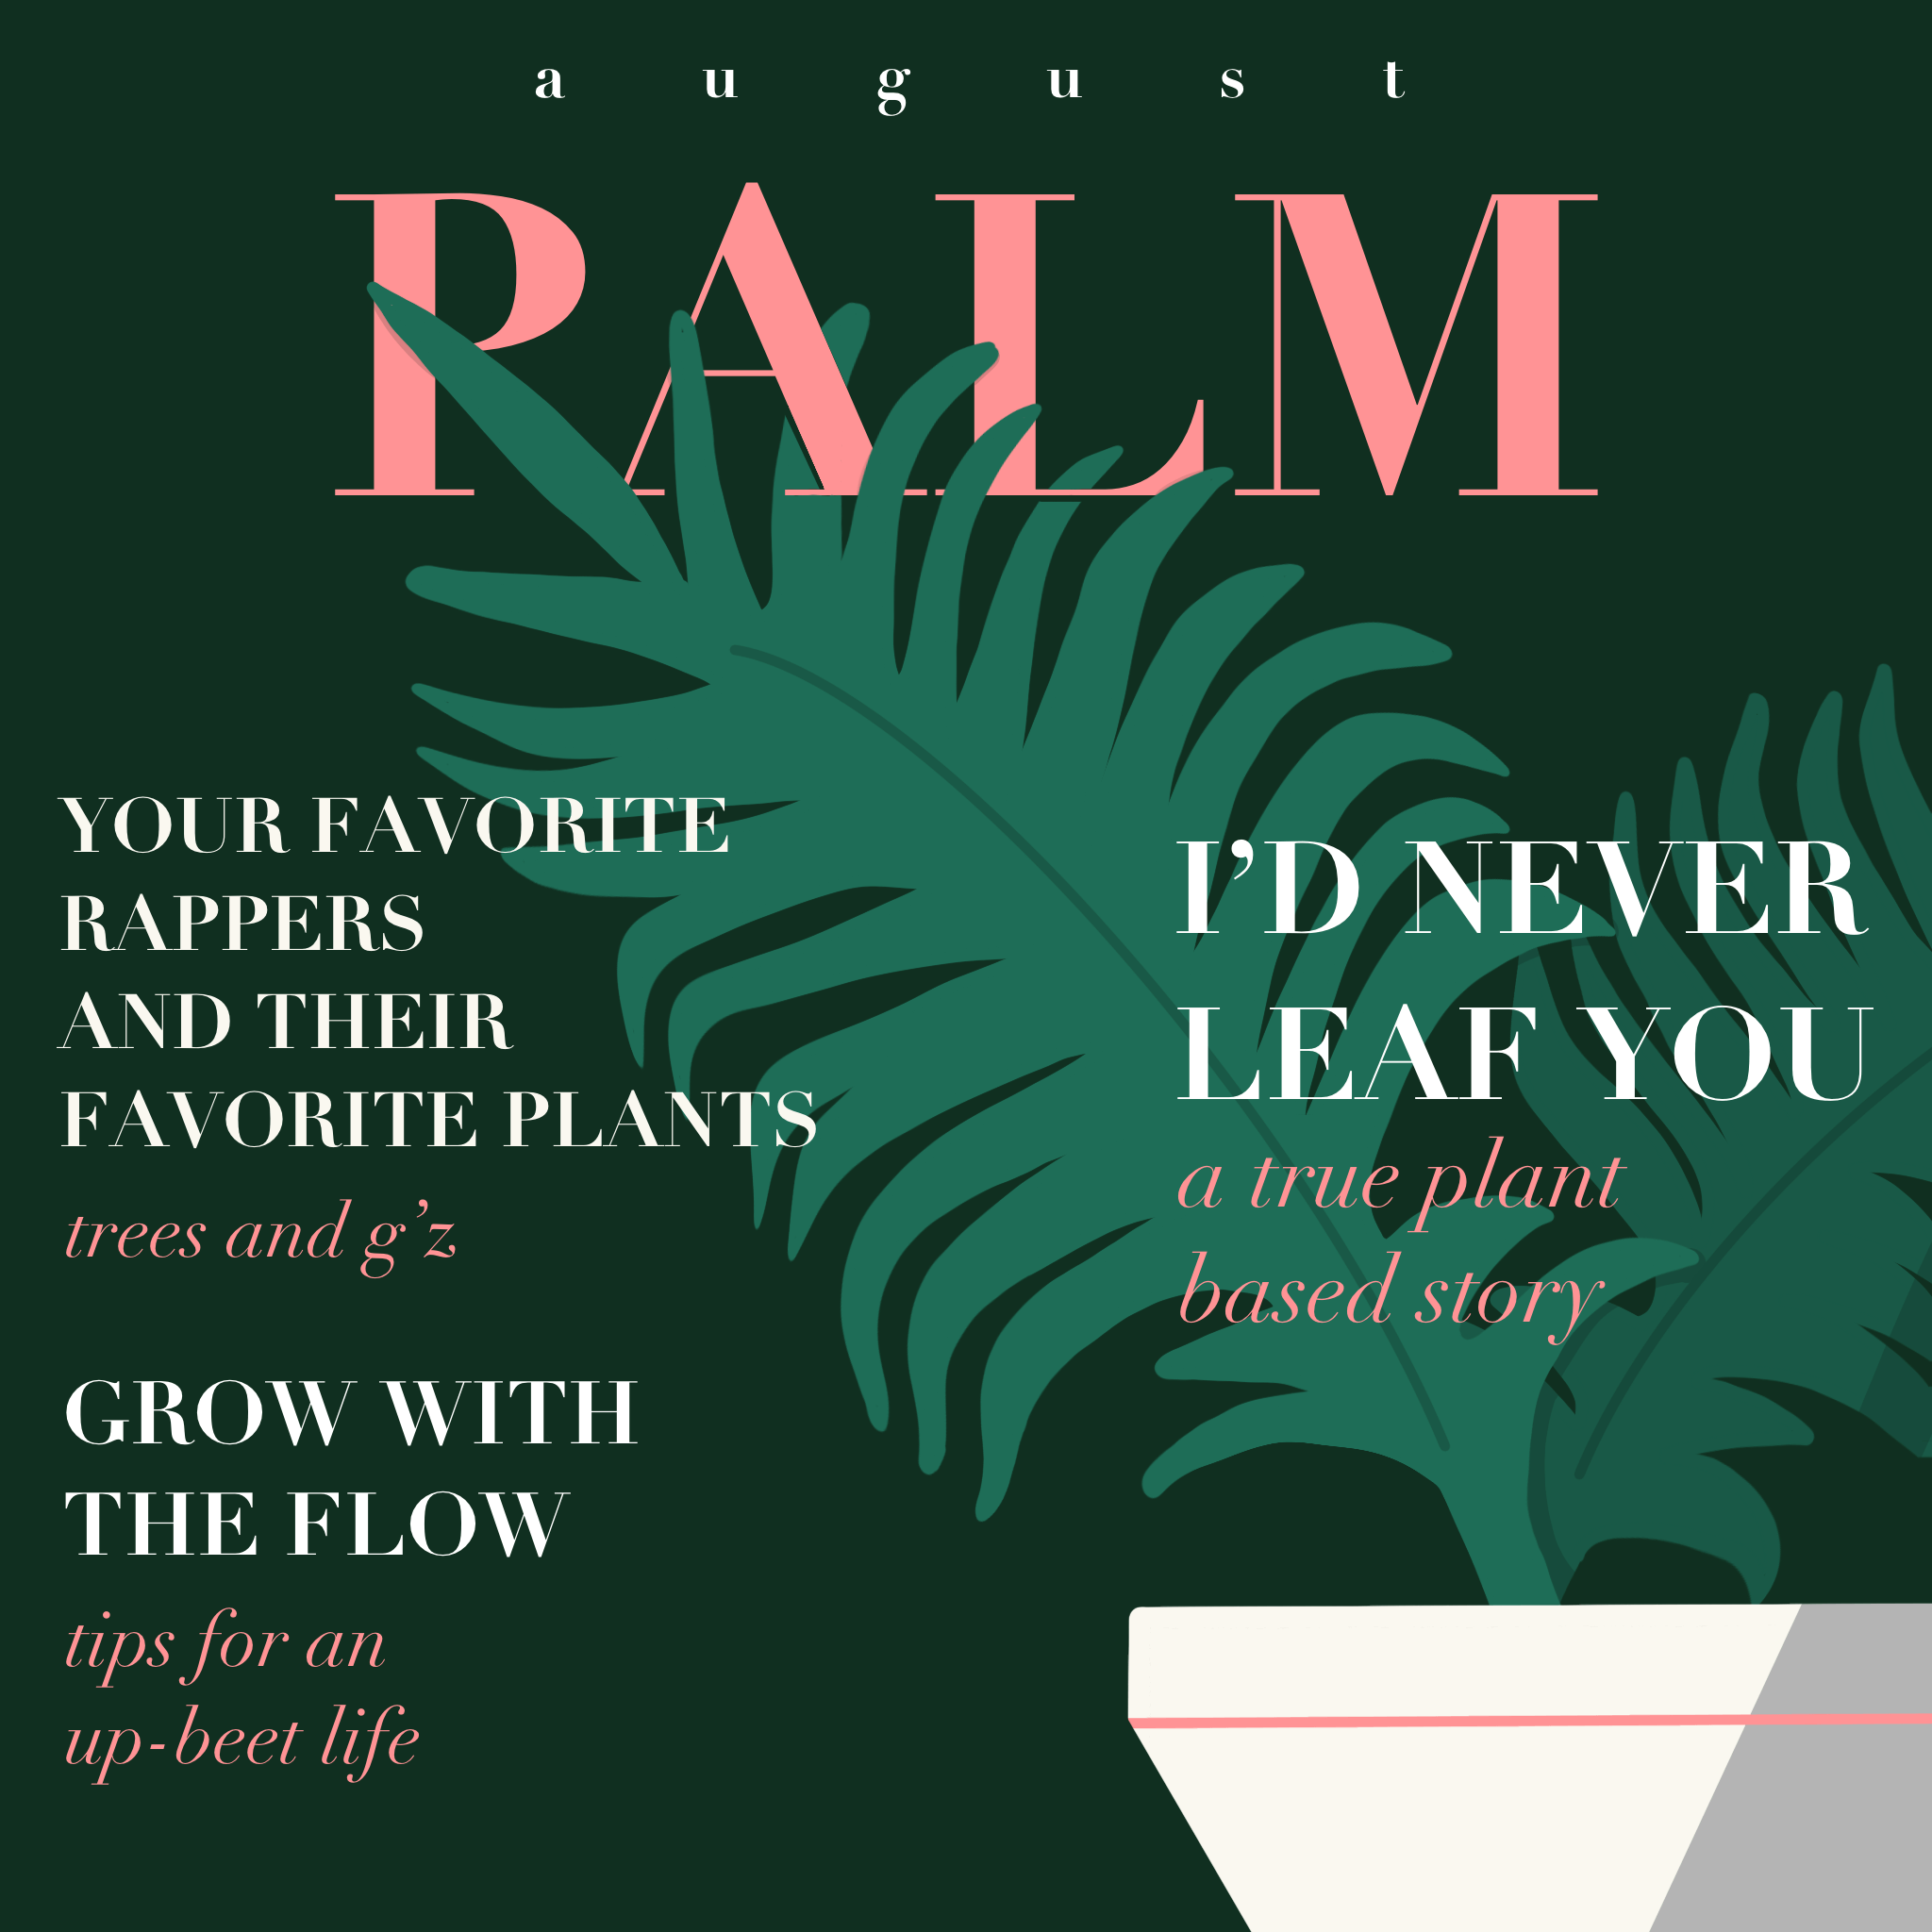 august
PALM
YOUR FAVORITE
RAPPERS
AND THEIR
FAVORITE PLANTS
trees and g’z
GROW WITH
THE FLOW
tips for an
up-beet life
I’D NEVER
LEAF YOU
a true plant
based story